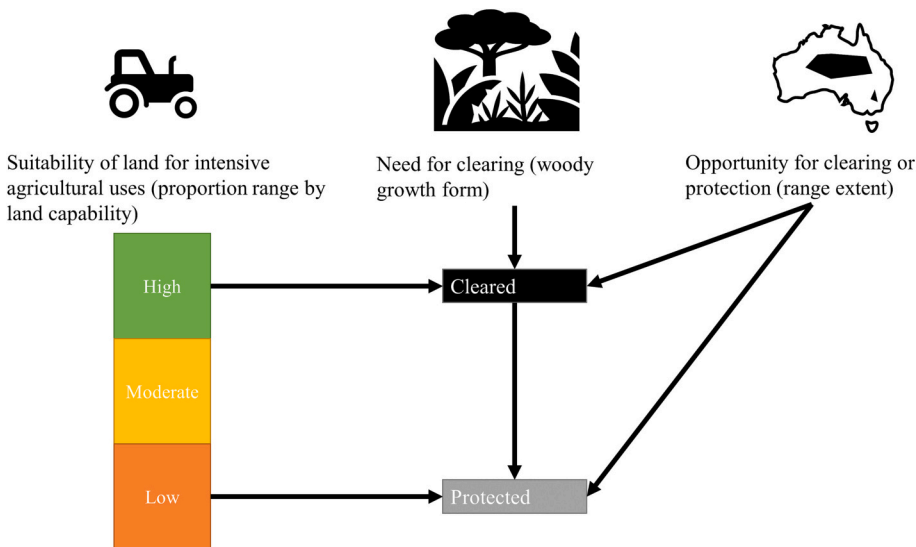 Suitability of land for intensive
agricultural uses (proportion range by
land capability)
Need for clearing (woody
growth form)
Opportunity for clearing or
protection (range extent)
High
Cleared
Moderate
Low
Protected